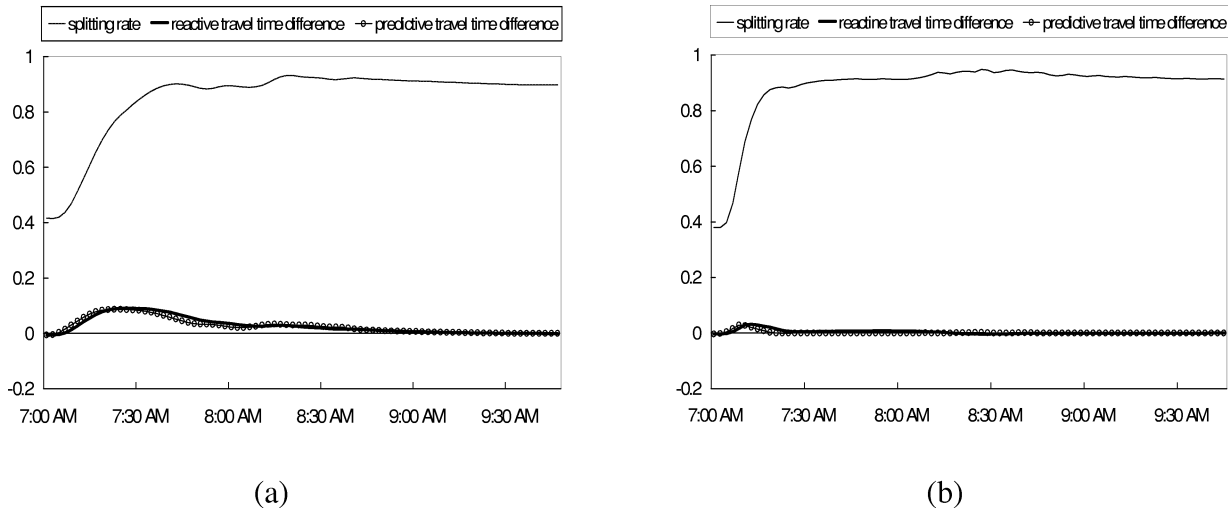 splitting rate reactive travel time difference predictive travel time difference
1
0.8
0.6
0.4
0.2
0
-0.2
7:00 AM 7:30 AM 8:00 AM 8:30 AM 9:00 AM 9:30 AM
(a)
splitting rate reactine travel time difference predictive travel time difference
1
0.8
0.6
0.4
0.2
0
-0.2
7:00 AM 7:30 AM 8:00 AM 8:30 AM 9:00 AM 9:30 AM
(b)